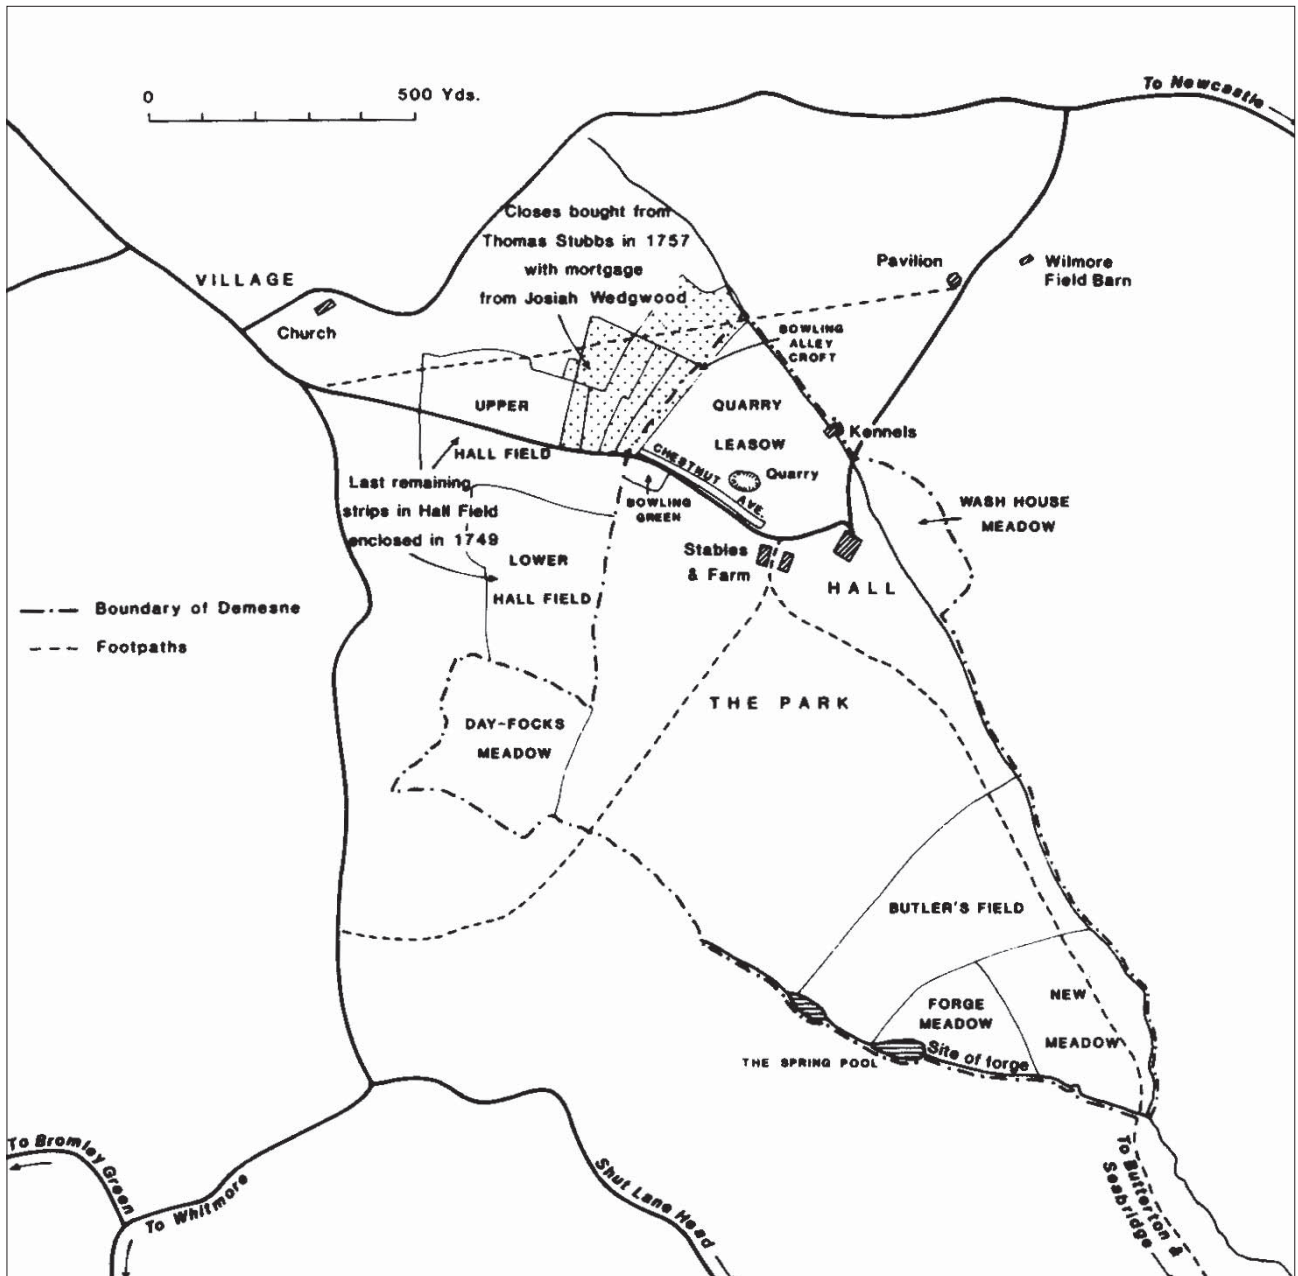 0 500 Yds.
To Newcastle
Closes bought from
Thomas Stubbs in 1757
with mortgage
from Josiah Wedgwood
Pavilion
Wilmore
Field Barn
VILLAGE
Church
BOWLING
ALLEY
CROFT
UPPER
HALL FIELD
QUARRY
LEASOW
Kennels
CHESTNUT AVE.
Quarry
Last remaining
strips in Hall Field
enclosed in 1749
BOWLING
GREEN
WASH HOUSE
MEADOW
LOWER
HALL FIELD
Stables
& Farm
HALL
Boundary of Demesne
Footpaths
THE PARK
DAY-FOCKS
MEADOW
BUTLER'S FIELD
FORGE
MEADOW
NEW
MEADOW
Site of forge
THE SPRING POOL
To Bromley Green
To Whitmore
Shut Lane Head
To Butterton &
Seabridge